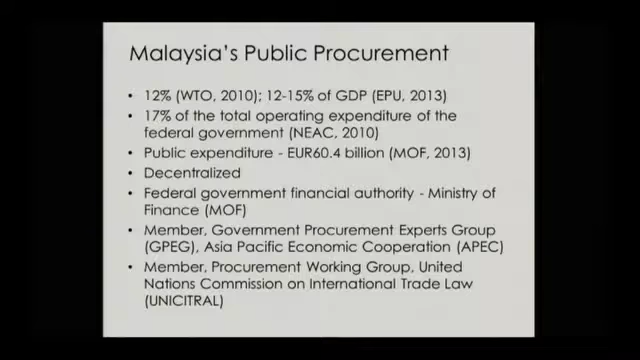 Malaysia's Public Procurement
• 12% (WTO, 2010); 12-15% of GDP (EPU, 2013)
• 17% of the total operating expenditure of the
federal government (NEAC, 2010)
• Public expenditure - EUR60.4 billion (MOF, 2013)
• Decentralized
• Federal government financial authority - Ministry of
Finance (MOF)
• Member, Government Procurement Experts Group
(GPEG), Asia Pacific Economic Cooperation (APEC)
• Member, Procurement Working Group, United
Nations Commission on International Trade Law
(UNICITRAL)